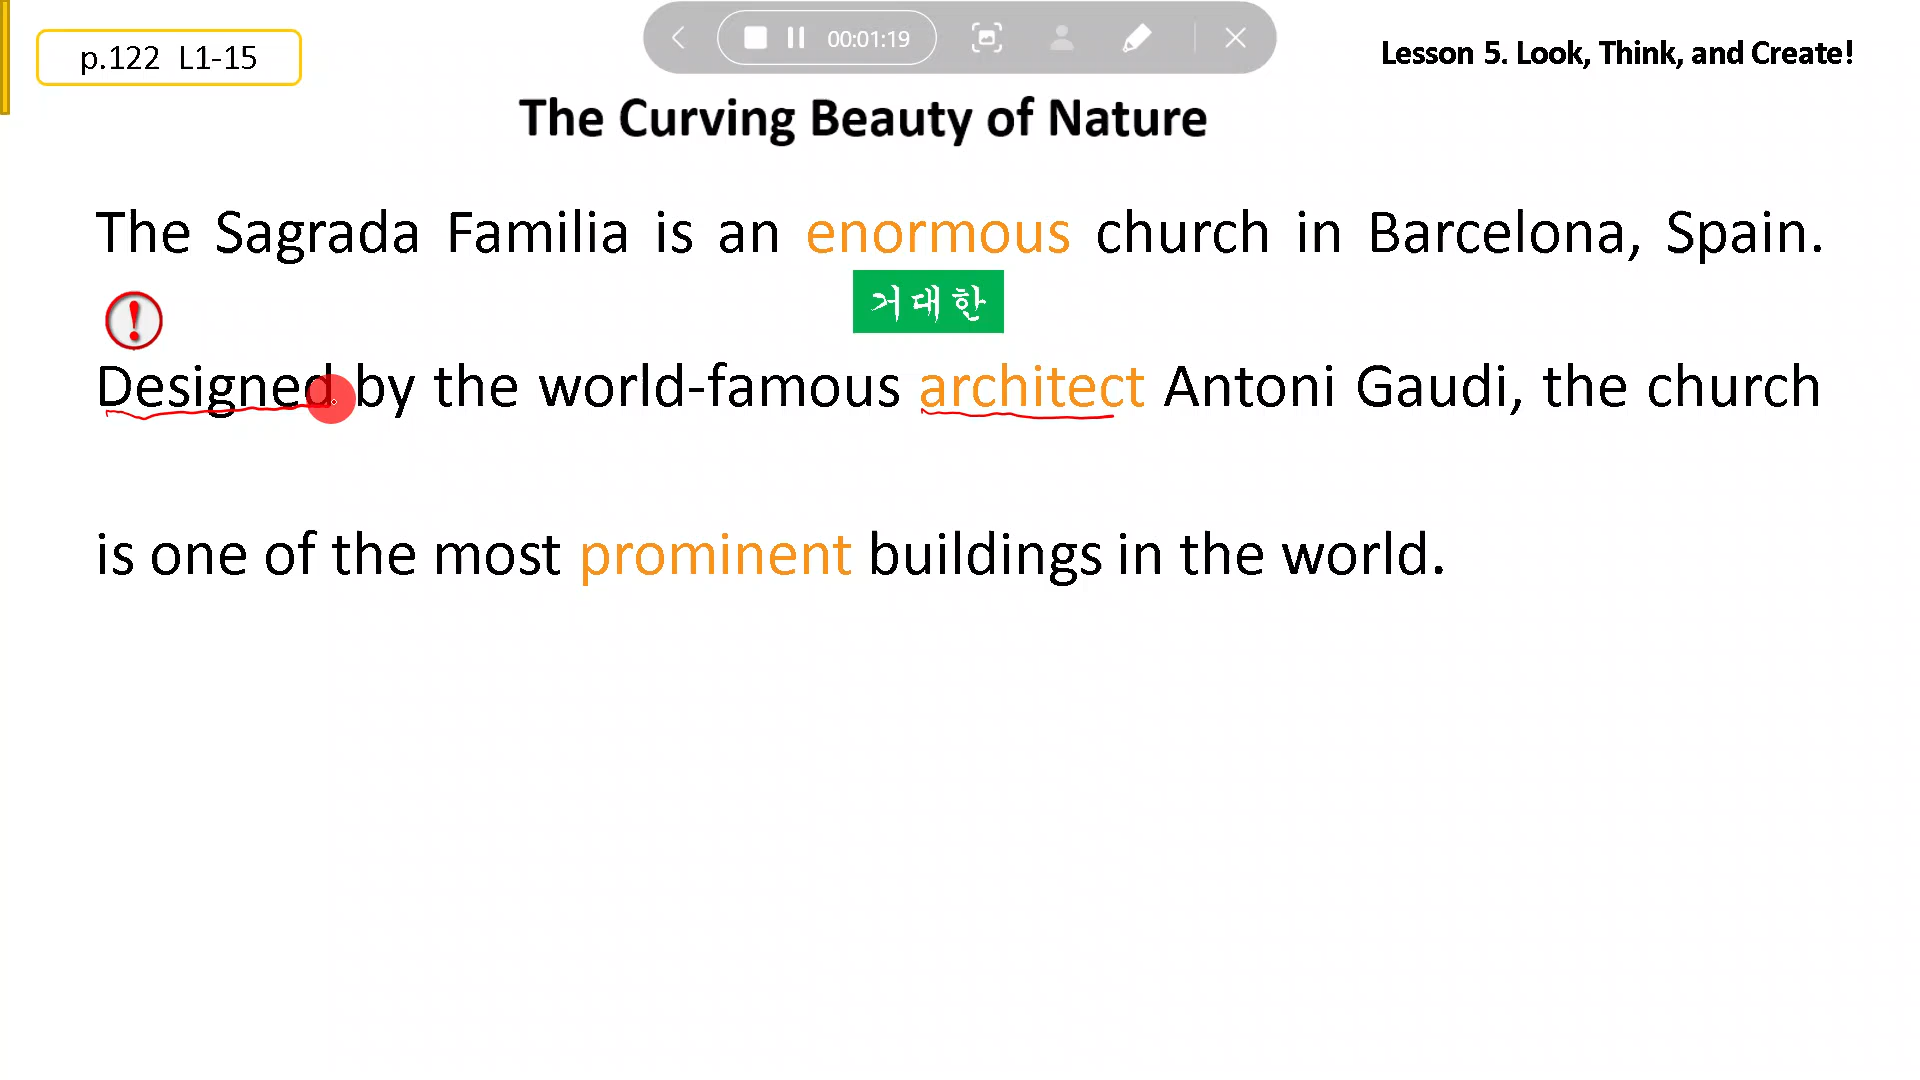 p.122 L1-15
00:01:19
Lesson 5. Look, Think, and Create!
The Curving Beauty of Nature
The Sagrada Familia is an enormous church in Barcelona, Spain.
거대한
Designed by the world-famous architect Antoni Gaudi, the church
is one of the most prominent buildings in the world.